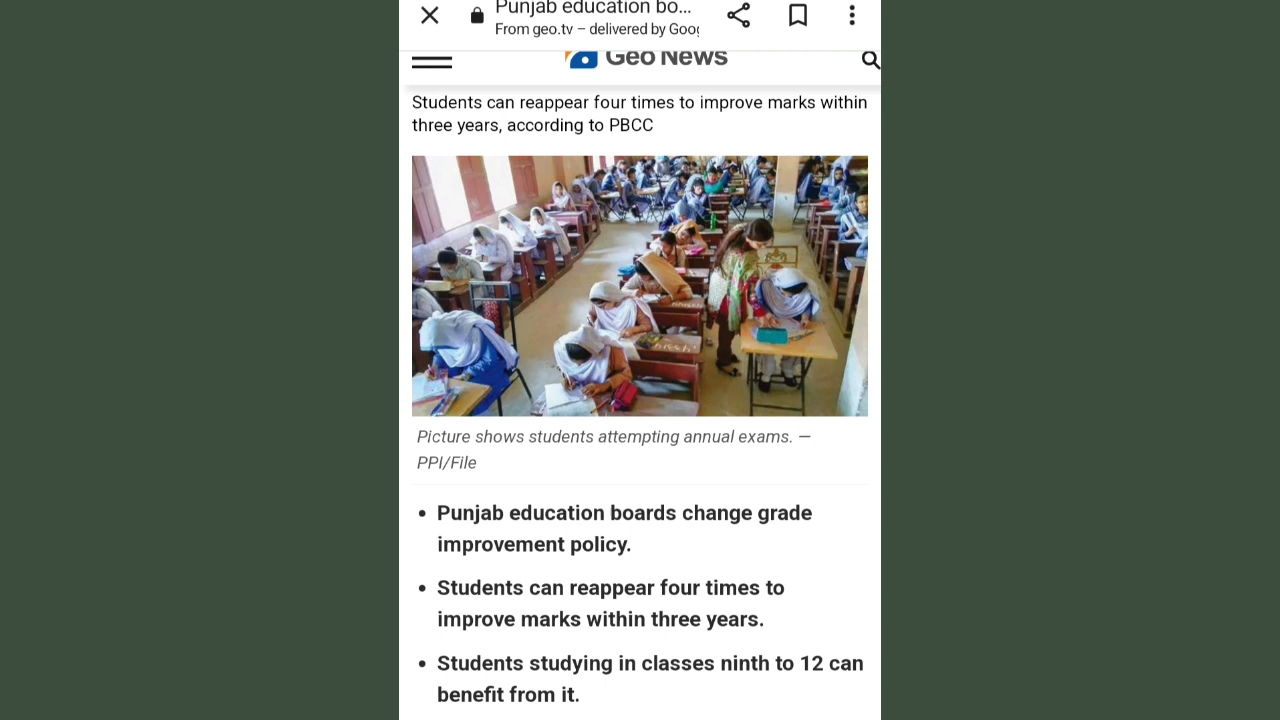 Punjab education bo...
From geo.tv – delivered by Goog
Geo News
Students can reappear four times to improve marks within
three years, according to PBCC
Picture shows students attempting annual exams. —
PPI/File
• Punjab education boards change grade
improvement policy.
• Students can reappear four times to
improve marks within three years.
• Students studying in classes ninth to 12 can
benefit from it.